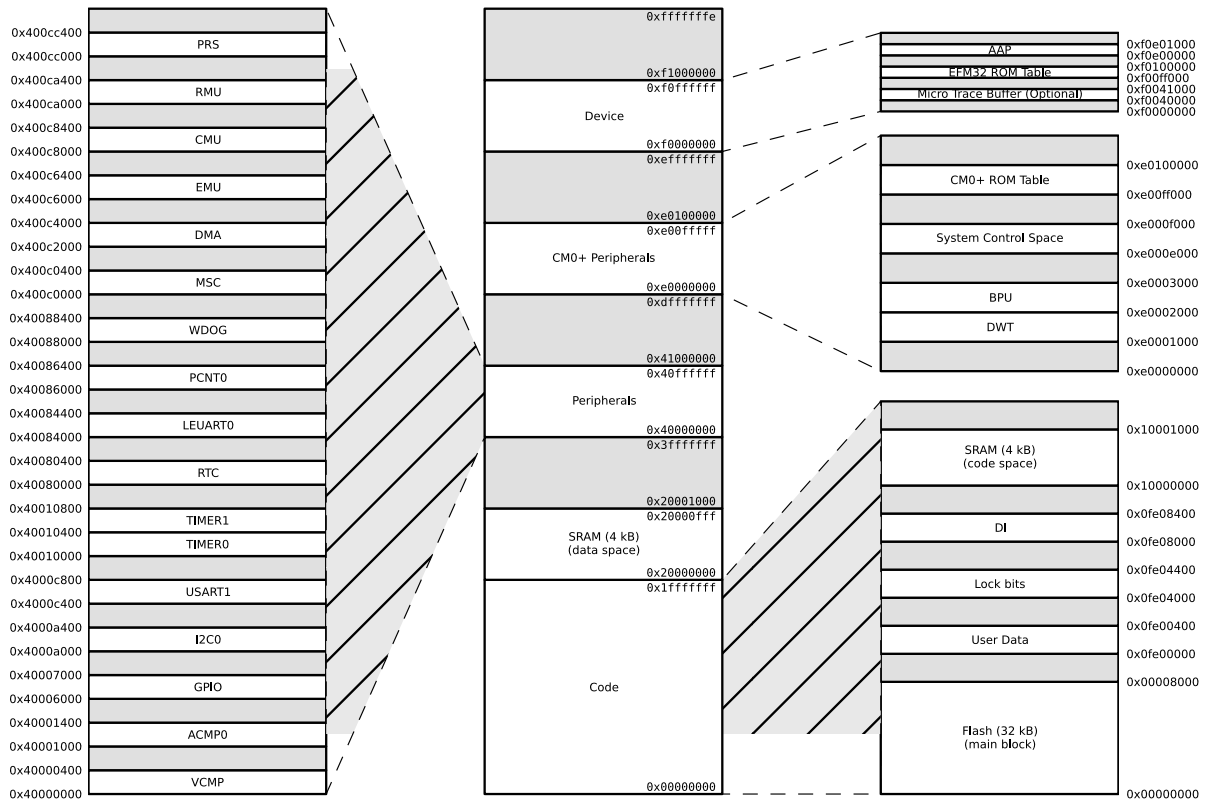 0x400cc400
PRS
0x400cc000
0x400ca400
RMU
0x400ca000
0x400c8400
CMU
0x400c8000
0x400c6400
EMU
0x400c6000
0x400c4000
DMA
0x400c2000
0x400c0400
MSC
0x400c0000
0x40088400
WDOG
0x40088000
0x40086400
PCNT0
0x40086000
0x40084400
LEUART0
0x40084000
0x40080400
RTC
0x40080000
0x40010800
TIMER1
0x40010400
TIMER0
0x40010000
0x4000c800
USART1
0x4000c400
0x4000a400
I2C0
0x4000a000
0x40007000
GPIO
0x40006000
0x40001400
ACMP0
0x40001000
0x40000400
VCMP
0x40000000
0xfffffffe
0xf1000000
0xf0ffffff
Device
0xf0000000
0xefffffff
0xe0100000
0xe00fffff
CM0+ Peripherals
0xe0000000
0xdfffffff
0x41000000
0x40ffffff
Peripherals
0x40000000
0x3fffffff
0x20001000
0x20000fff
SRAM (4 kB)
(data space)
0x20000000
0x1fffffff
Code
0x00000000
0xf0e01000
AAP
0xf0e00000
0xf0100000
EFM32 ROM Table
0xf00ff000
0xf0041000
Micro Trace Buffer (Optional)
0xf0040000
0xf0000000
0xe0100000
CM0+ ROM Table
0xe00ff000
0xe000f000
System Control Space
0xe000e000
0xe0003000
BPU
0xe0002000
DWT
0xe0001000
0xe0000000
0x10001000
SRAM (4 kB)
(code space)
0x10000000
0x0fe08400
DI
0x0fe08000
0x0fe04400
Lock bits
0x0fe04000
0x0fe00400
User Data
0x0fe00000
0x00008000
Flash (32 kB)
(main block)
0x00000000